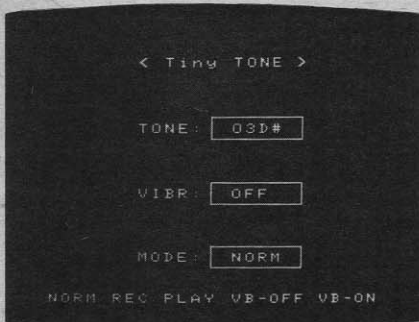 < Tiny TONE >
TONE: O3D#
VIBR: OFF
MODE: NORM
NORM REC PLAY VB-OFF VB-ON